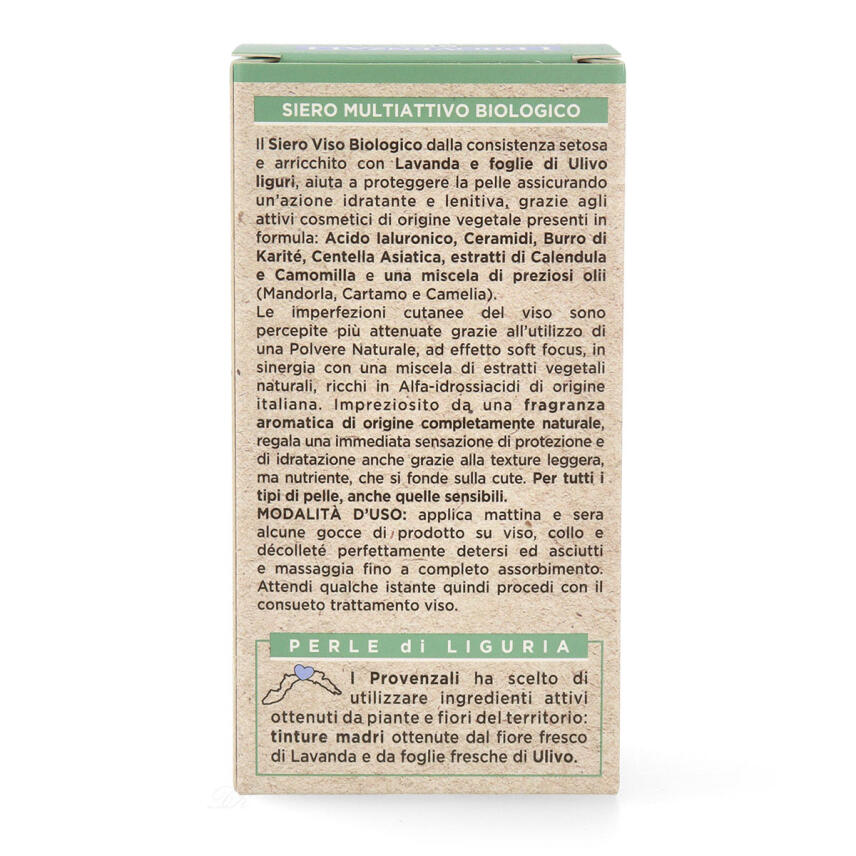 SIERO MULTIATTIVO BIOLOGICO
Il Siero Viso Biologico dalla consistenza setosa
e arricchito con Lavanda e foglie di Ulivo
liguri, aiuta a proteggere la pelle assicurando
un'azione idratante e lenitiva, grazie agli
attivi cosmetici di origine vegetale presenti in
formula: Acido Ialuronico, Ceramidi, Burro di
Karité, Centella Asiatica, estratti di Calendula
e Camomilla e una miscela di preziosi olii
(Mandorla, Cartamo e Camelia).
Le imperfezioni cutanee del viso sono
percepite più attenuate grazie all'utilizzo di
una Polvere Naturale, ad effetto soft focus, in
sinergia con una miscela di estratti vegetali
naturali, ricchi in Alfa-idrossiacidi di origine
italiana. Impreziosito da una fragranza
aromatica di origine completamente naturale,
regala una immediata sensazione di protezione e
di idratazione anche grazie alla texture leggera,
ma nutriente, che si fonde sulla cute. Per tutti i
tipi di pelle, anche quelle sensibili.
MODALITÀ D'USO: applica mattina e sera
alcune gocce di prodotto su viso, collo e
décolleté perfettamente detersi ed asciutti
e massaggia fino a completo assorbimento.
Attendi qualche istante quindi procedi con il
consueto trattamento viso.
PERLE di LIGURIA
I Provenzali ha scelto di
utilizzare ingredienti attivi
ottenuti da piante e fiori del territorio:
tinture madri ottenute dal fiore fresco
di Lavanda e da foglie fresche di Ulivo.